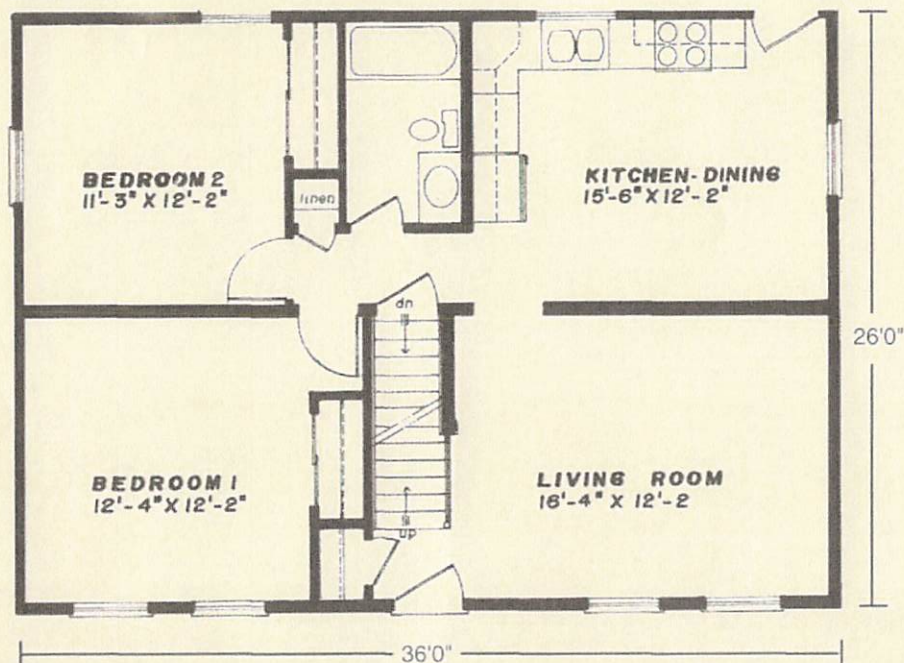 BEDROOM 2
11'-3" X 12'-2"
linen
KITCHEN-DINING
15'-6" X 12'-2"
dn
26'0"
BEDROOM 1
12'-4" X 12'-2"
LIVING ROOM
16'-4" X 12'-2
up
36'0"